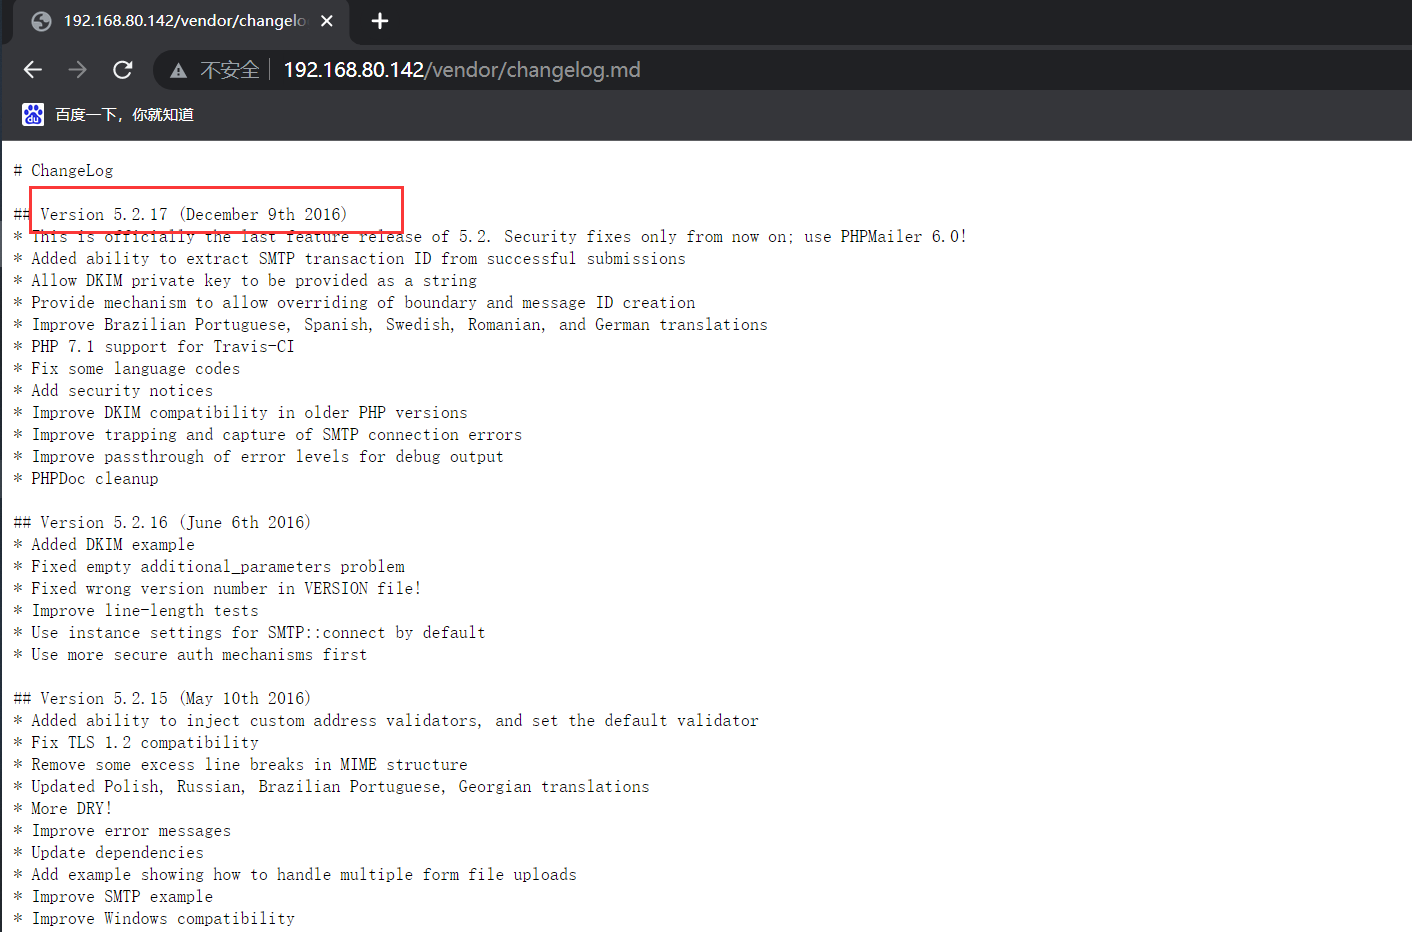 192.168.80.142/vendor/changelo
不安全 192.168.80.142/vendor/changelog.md
百度一下，你就知道
# ChangeLog
## Version 5.2.17 (December 9th 2016)
* This is officially the last feature release of 5.2. Security fixes only from now on; use PHPMailer 6.0!
* Added ability to extract SMTP transaction ID from successful submissions
* Allow DKIM private key to be provided as a string
* Provide mechanism to allow overriding of boundary and message ID creation
* Improve Brazilian Portuguese, Spanish, Swedish, Romanian, and German translations
* PHP 7.1 support for Travis-CI
* Fix some language codes
* Add security notices
* Improve DKIM compatibility in older PHP versions
* Improve trapping and capture of SMTP connection errors
* Improve passthrough of error levels for debug output
* PHPDoc cleanup
## Version 5.2.16 (June 6th 2016)
* Added DKIM example
* Fixed empty additional_parameters problem
* Fixed wrong version number in VERSION file!
* Improve line-length tests
* Use instance settings for SMTP::connect by default
* Use more secure auth mechanisms first
## Version 5.2.15 (May 10th 2016)
* Added ability to inject custom address validators, and set the default validator
* Fix TLS 1.2 compatibility
* Remove some excess line breaks in MIME structure
* Updated Polish, Russian, Brazilian Portuguese, Georgian translations
* More DRY!
* Improve error messages
* Update dependencies
* Add example showing how to handle multiple form file uploads
* Improve SMTP example
* Improve Windows compatibility